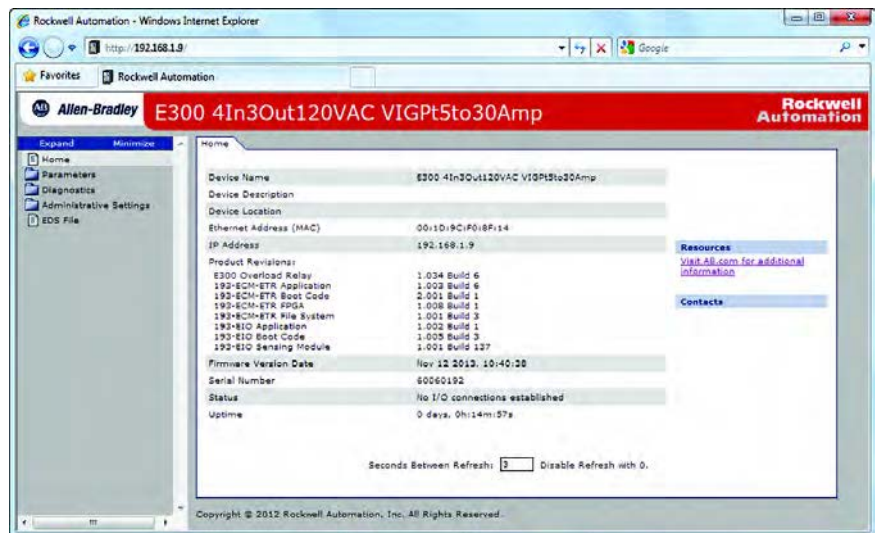 Rockwell Automation - Windows Internet Explorer
http://192.168.1.9/
Google
Favorites
Rockwell Automation
AB Allen-Bradley
E300 4In3Out120VAC VIGPt5to30Amp
Rockwell
Automation
Expand Minimize
Home
Parameters
Diagnostics
Administrative Settings
EDS File
Home
Device Name E300 4In3Out120VAC VIGPt5to30Amp
Device Description
Device Location
Ethernet Address (MAC) 00:1D:9C:F0:8F:14
IP Address 192.168.1.9
Product Revisions:
E300 Overload Relay 1.034 Build 6
193-ECM-ETR Application 1.003 Build 6
193-ECM-ETR Boot Code 2.001 Build 1
193-ECM-ETR FPGA 1.008 Build 1
193-ECM-ETR File System 1.001 Build 3
193-EIO Application 1.002 Build 1
193-EIO Boot Code 1.005 Build 3
193-EIO Sensing Module 1.001 Build 137
Firmware Version Date Nov 12 2013, 10:40:38
Serial Number 60060192
Status No I/O connections established
Uptime 0 days, 0h:14m:57s
Seconds Between Refresh: 3 Disable Refresh with 0.
Resources
Visit AB.com for additional
information
Contacts
Copyright © 2012 Rockwell Automation, Inc. All Rights Reserved.